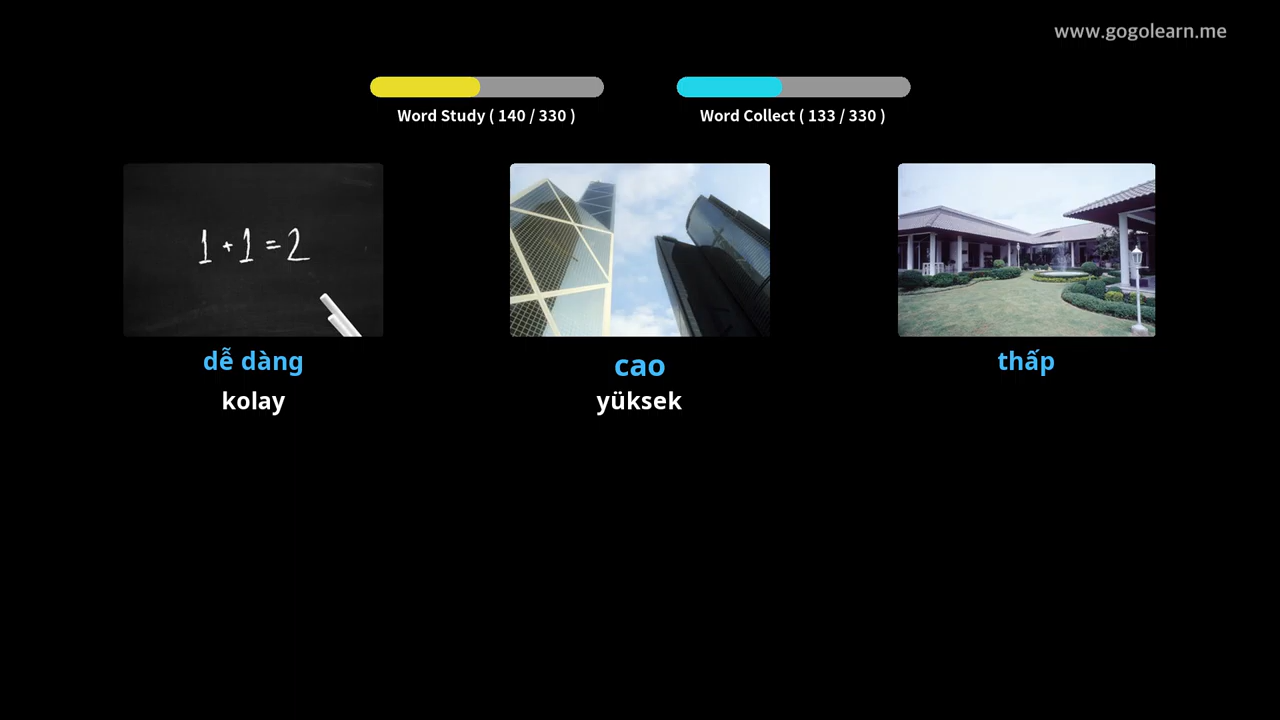 www.gogolearn.me
Word Study ( 140 / 330 )
Word Collect ( 133 / 330 )
1 + 1 = 2
dễ dàng
cao
thấp
kolay
yüksek